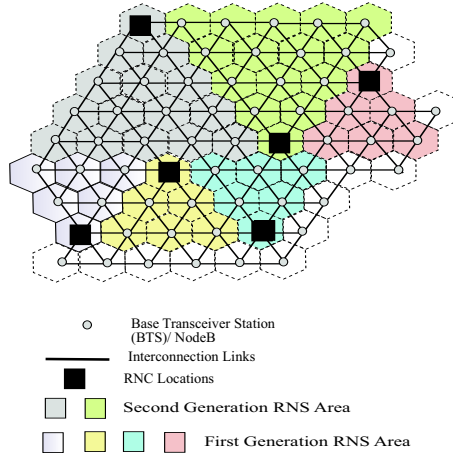 Base Transceiver Station
(BTS)/ NodeB
Interconnection Links
RNC Locations
Second Generation RNS Area
First Generation RNS Area